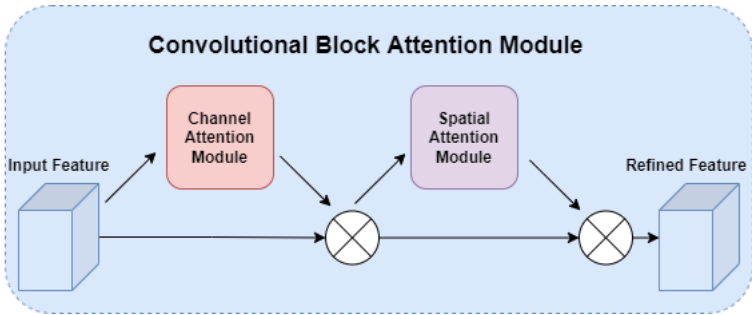 Convolutional Block Attention Module
Channel
Attention
Module
Spatial
Attention
Module
Input Feature
Refined Feature